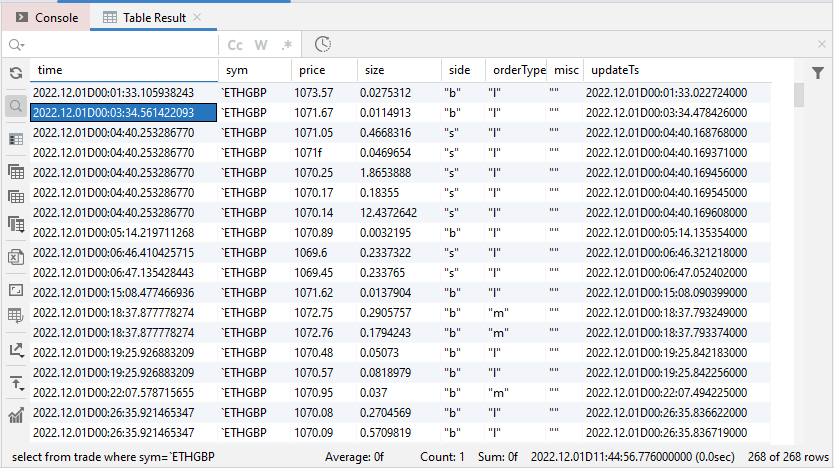 Console Table Result
Cc W .*
time sym price size side orderType misc updateTs
2022.12.01D00:01:33.105938243 `ETHGBP 1073.57 0.0275312 "b" "l" "" 2022.12.01D00:01:33.022724000
2022.12.01D00:03:34.561422093 `ETHGBP 1071.67 0.0114913 "b" "l" "" 2022.12.01D00:03:34.478426000
2022.12.01D00:04:40.253286770 `ETHGBP 1071.05 0.4668316 "s" "l" "" 2022.12.01D00:04:40.168768000
2022.12.01D00:04:40.253286770 `ETHGBP 1071f 0.0469654 "s" "l" "" 2022.12.01D00:04:40.169371000
2022.12.01D00:04:40.253286770 `ETHGBP 1070.25 1.8653888 "s" "l" "" 2022.12.01D00:04:40.169456000
2022.12.01D00:04:40.253286770 `ETHGBP 1070.17 0.18355 "s" "l" "" 2022.12.01D00:04:40.169545000
2022.12.01D00:04:40.253286770 `ETHGBP 1070.14 12.4372642 "s" "l" "" 2022.12.01D00:04:40.169608000
2022.12.01D00:05:14.219711268 `ETHGBP 1070.89 0.0032195 "b" "l" "" 2022.12.01D00:05:14.135354000
2022.12.01D00:06:46.410425715 `ETHGBP 1069.6 0.2337322 "s" "l" "" 2022.12.01D00:06:46.321218000
2022.12.01D00:06:47.135428443 `ETHGBP 1069.45 0.233765 "s" "l" "" 2022.12.01D00:06:47.052402000
2022.12.01D00:15:08.477466936 `ETHGBP 1071.62 0.0137904 "b" "l" "" 2022.12.01D00:15:08.090399000
2022.12.01D00:18:37.877778274 `ETHGBP 1072.75 0.2905757 "b" "m" "" 2022.12.01D00:18:37.793249000
2022.12.01D00:18:37.877778274 `ETHGBP 1072.76 0.1794243 "b" "m" "" 2022.12.01D00:18:37.793374000
2022.12.01D00:19:25.926883209 `ETHGBP 1070.48 0.05073 "b" "l" "" 2022.12.01D00:19:25.842183000
2022.12.01D00:19:25.926883209 `ETHGBP 1070.57 0.0818979 "b" "l" "" 2022.12.01D00:19:25.842256000
2022.12.01D00:22:07.578715655 `ETHGBP 1070.95 0.037 "b" "m" "" 2022.12.01D00:22:07.494225000
2022.12.01D00:26:35.921465347 `ETHGBP 1070.08 0.2704569 "b" "l" "" 2022.12.01D00:26:35.836622000
2022.12.01D00:26:35.921465347 `ETHGBP 1070.09 0.5709819 "b" "l" "" 2022.12.01D00:26:35.836719000
select from trade where sym=`ETHGBP Average: 0f Count: 1 Sum: 0f 2022.12.01D11:44:56.776000000 (0.0sec) 268 of 268 rows